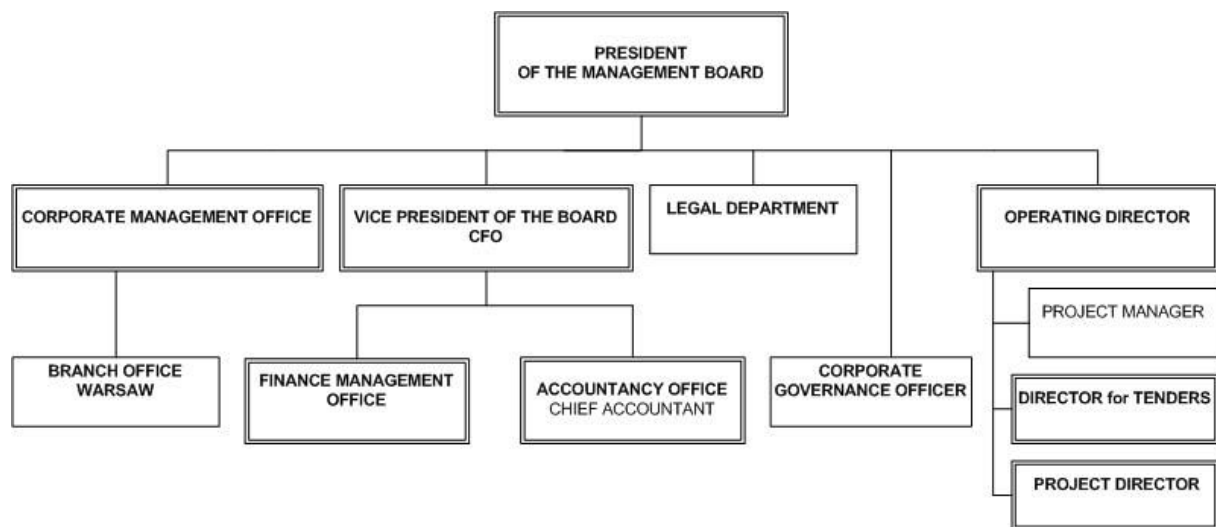 PRESIDENT
OF THE MANAGEMENT BOARD
CORPORATE MANAGEMENT OFFICE
VICE PRESIDENT OF THE BOARD
CFO
LEGAL DEPARTMENT
OPERATING DIRECTOR
PROJECT MANAGER
BRANCH OFFICE
WARSAW
FINANCE MANAGEMENT
OFFICE
ACCOUNTANCY OFFICE
CHIEF ACCOUNTANT
CORPORATE
GOVERNANCE OFFICER
DIRECTOR for TENDERS
PROJECT DIRECTOR